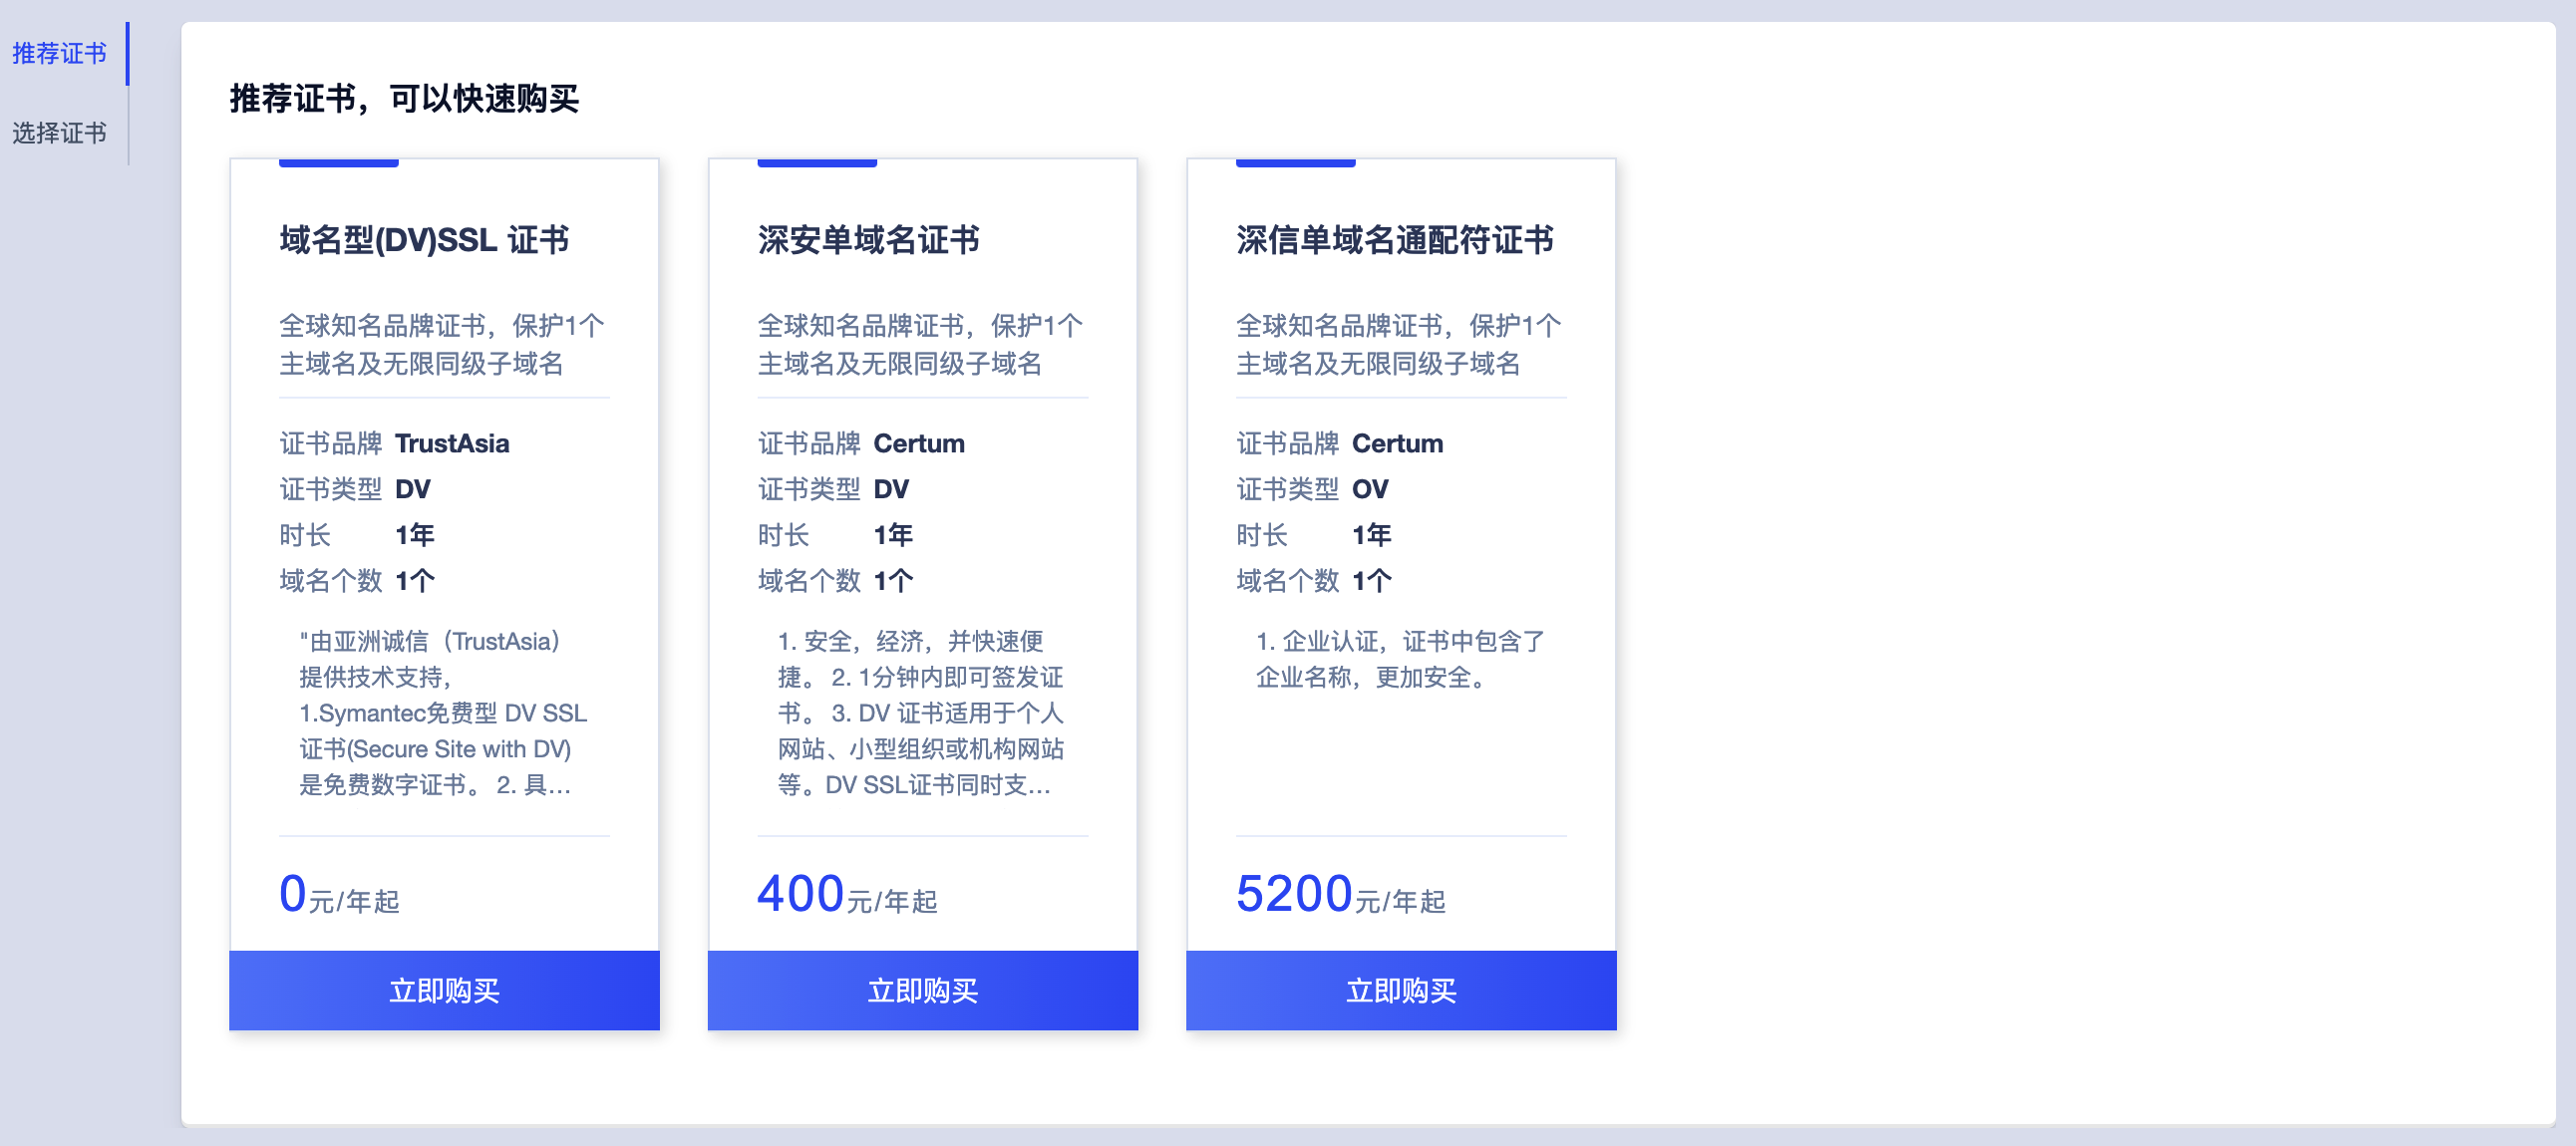 推荐证书
选择证书
推荐证书，可以快速购买
域名型(DV)SSL 证书
全球知名品牌证书，保护1个
主域名及无限同级子域名
证书品牌 TrustAsia
证书类型 DV
时长 1年
域名个数 1个
"由亚洲诚信（TrustAsia）
提供技术支持，
1.Symantec免费型 DV SSL
证书(Secure Site with DV)
是免费数字证书。 2. 具...
0元/年起
立即购买
深安单域名证书
全球知名品牌证书，保护1个
主域名及无限同级子域名
证书品牌 Certum
证书类型 DV
时长 1年
域名个数 1个
1. 安全，经济，并快速便
捷。 2. 1分钟内即可签发证
书。 3. DV 证书适用于个人
网站、小型组织或机构网站
等。DV SSL证书同时支...
400元/年起
立即购买
深信单域名通配符证书
全球知名品牌证书，保护1个
主域名及无限同级子域名
证书品牌 Certum
证书类型 OV
时长 1年
域名个数 1个
1. 企业认证，证书中包含了
企业名称，更加安全。
5200元/年起
立即购买